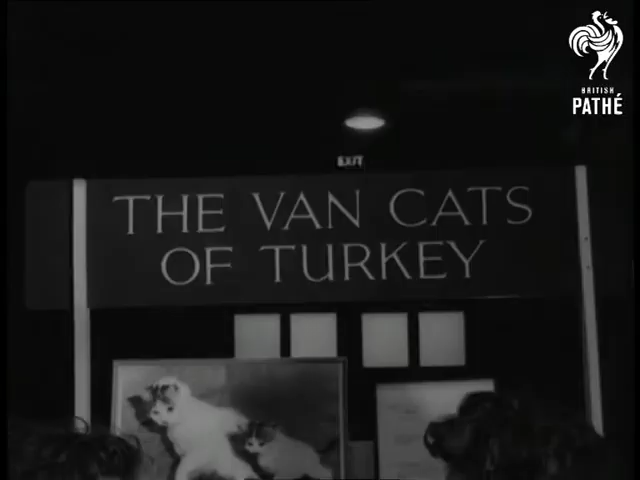 BRITISH
PATHÉ
EXIT
THE VAN CATS
OF TURKEY